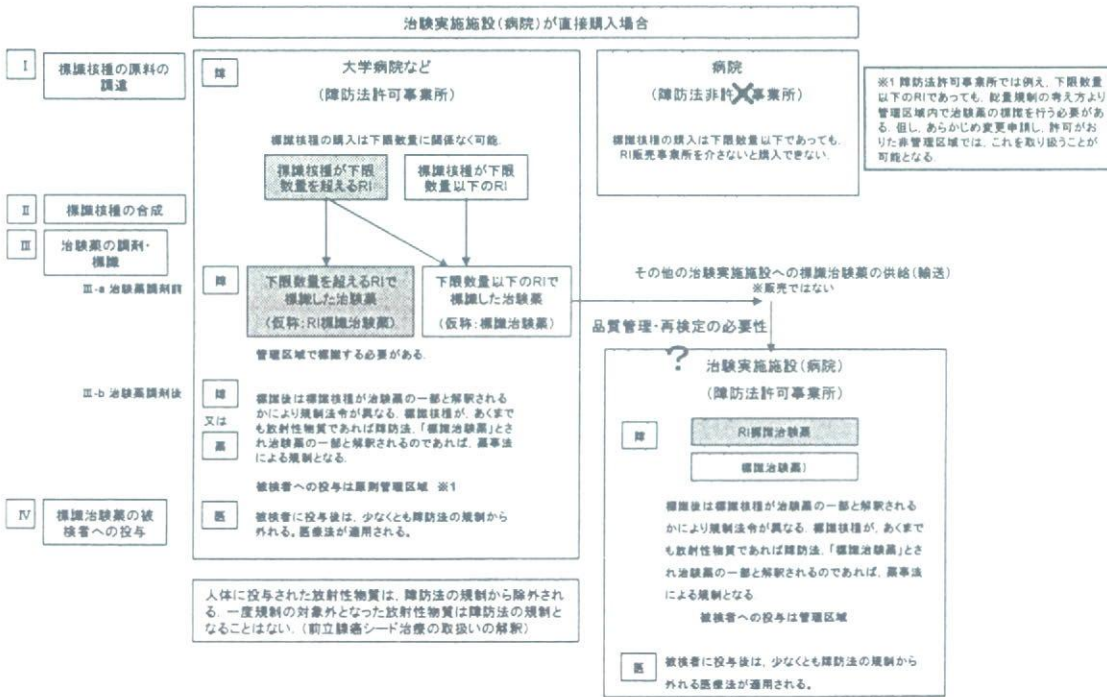 治験実施施設(病院)が直接購入場合
I
標識核種の原料の
調達
障
大学病院など
(障防法許可事業所)
標識核種の購入は下限数量に関係なく可能.
標識核種が下限
数量を超えるRI
標識核種が下限
数量以下のRI
病院
(障防法非許可事業所)
標識核種の購入は下限数量以下であっても、
RI販売事業所を介さないと購入できない.
※1 障防法許可事業所では例え、下限数量
以下のRIであっても、総量規制の考え方より
管理区域内で治験薬の標識を行う必要があ
る. 但し、あらかじめ変更申請し、許可がお
りた非管理区域では、これを取り扱うことが
可能となる.
II
標識核種の合成
III
治験薬の調剤・
標識
III-a 治験薬調剤前
障
下限数量を超えるRIで
標識した治験薬
(仮称:RI標識治験薬)
下限数量以下のRIで
標識した治験薬
(仮称:標識治験薬)
管理区域で標識する必要がある.
その他の治験実施施設への標識治験薬の供給(輸送)
※販売ではない
品質管理・再検定の必要性
?
III-b 治験薬調剤後
障
又は
薬
標識後は標識核種が治験薬の一部と解釈される
かにより規制法令が異なる. 標識核種が、あくまで
も放射性物質であれば障防法、「標識治験薬」とさ
れ治験薬の一部と解釈されるのであれば、薬事法
による規制となる.
被検者への投与は原則管理区域 ※1
IV
標識治験薬の被
検者への投与
医
被検者に投与後は、少なくとも障防法の規制から
外れる。医療法が適用される。
人体に投与された放射性物質は、障防法の規制から除外され
る. 一度規制の対象外となった放射性物質は障防法の規制と
なることはない. (前立腺癌シード治療の取扱いの解釈)
治験実施施設(病院)
(障防法許可事業所)
障
RI標識治験薬
標識治験薬)
標識後は標識核種が治験薬の一部と解釈される
かにより規制法令が異なる. 標識核種が、あくまで
も放射性物質であれば障防法、「標識治験薬」とさ
れ治験薬の一部と解釈されるのであれば、薬事法
による規制となる
被検者への投与は管理区域
医
被検者に投与後は、少なくとも障防法の規制から
外れる医療法が適用される。